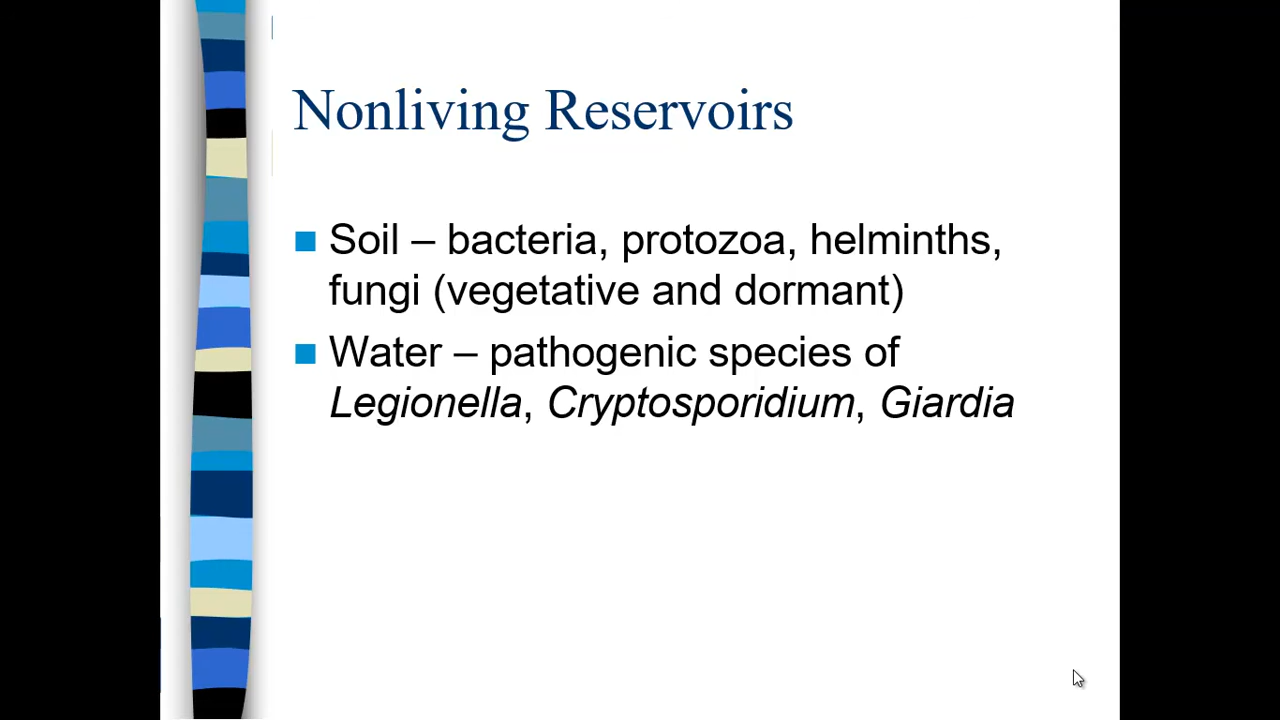 Nonliving Reservoirs
Soil – bacteria, protozoa, helminths,
fungi (vegetative and dormant)
Water – pathogenic species of
Legionella, Cryptosporidium, Giardia